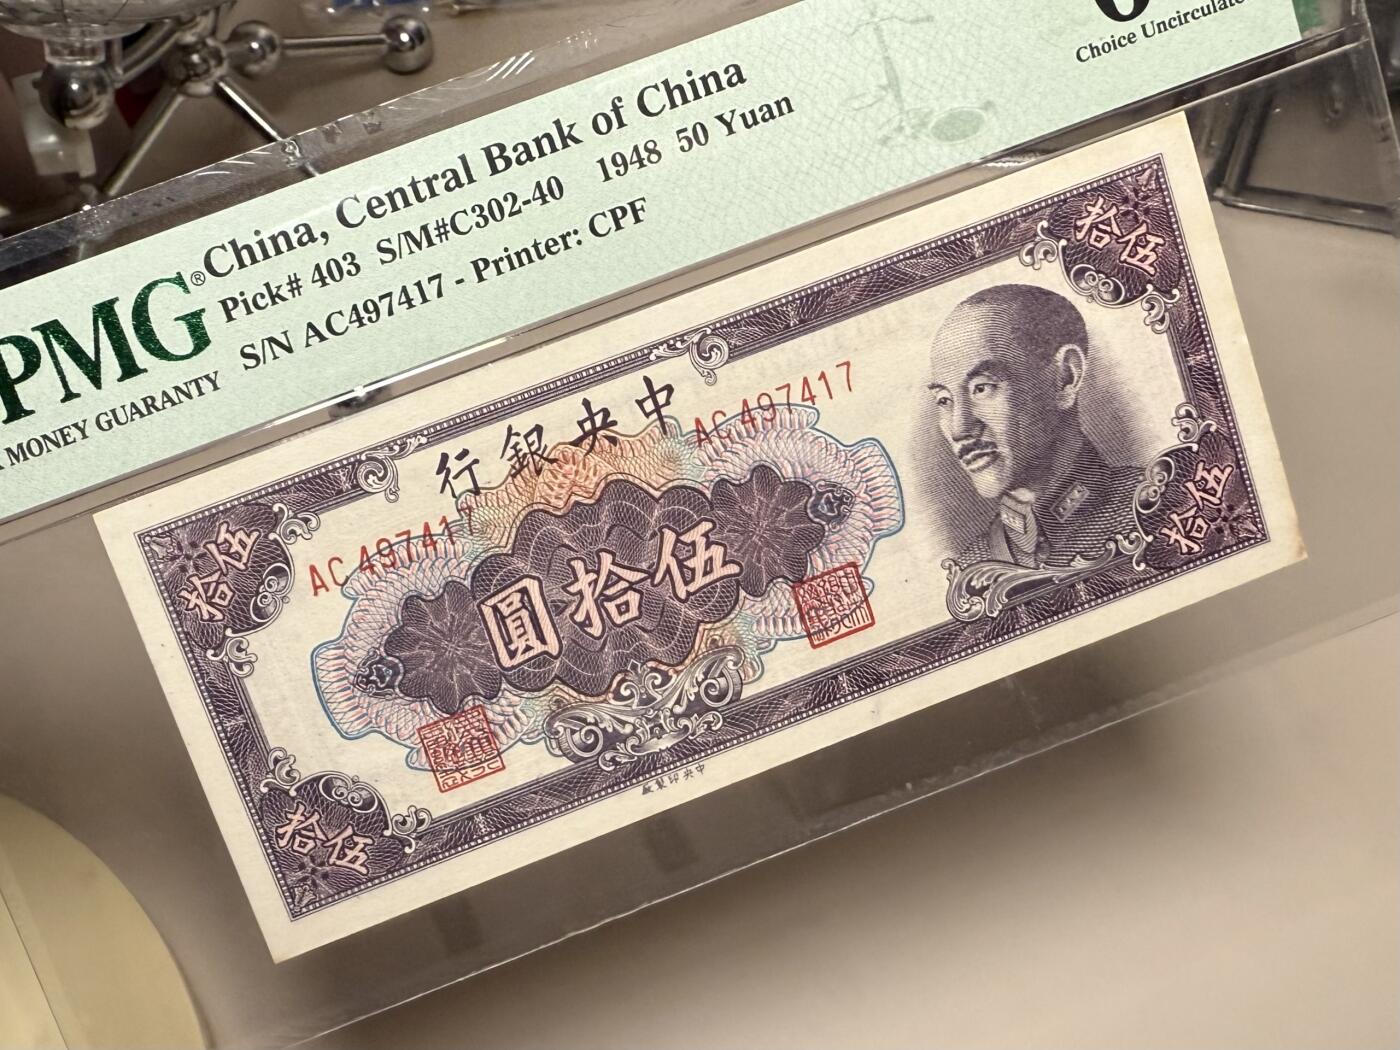 China, Central Bank of China
Pick# 403 S/M#C302-40 1948 50 Yuan
S/N AC497417 - Printer: CPF
PMG®
MONEY GUARANTY
Choice Uncirculate
行銀央中
AC497417
AC497417
圓拾伍
拾伍
拾伍
拾伍
拾伍
廠製印央中